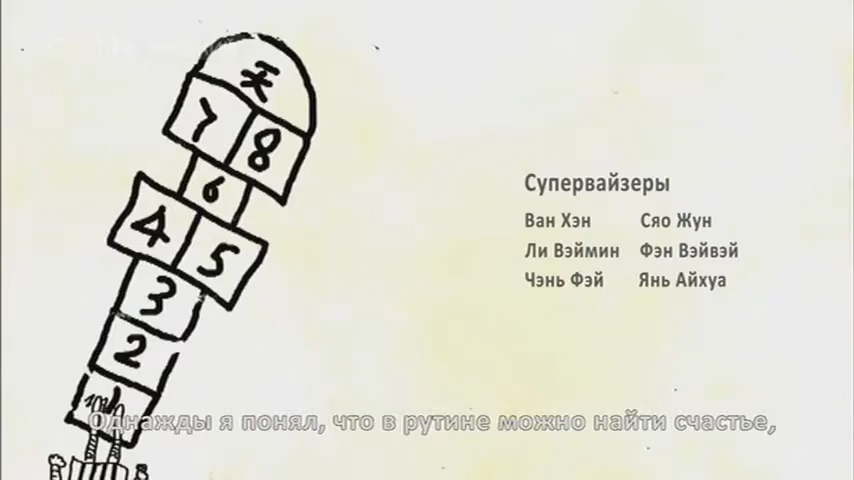 天
7 8
6
4 5
3
2
1
Супервайзеры
Ван Хэн Сяо Жун
Ли Вэймин Фэн Вэйвэй
Чэнь Фэй Янь Айхуа
Однажды я понял, что в рутине можно найти счастье,